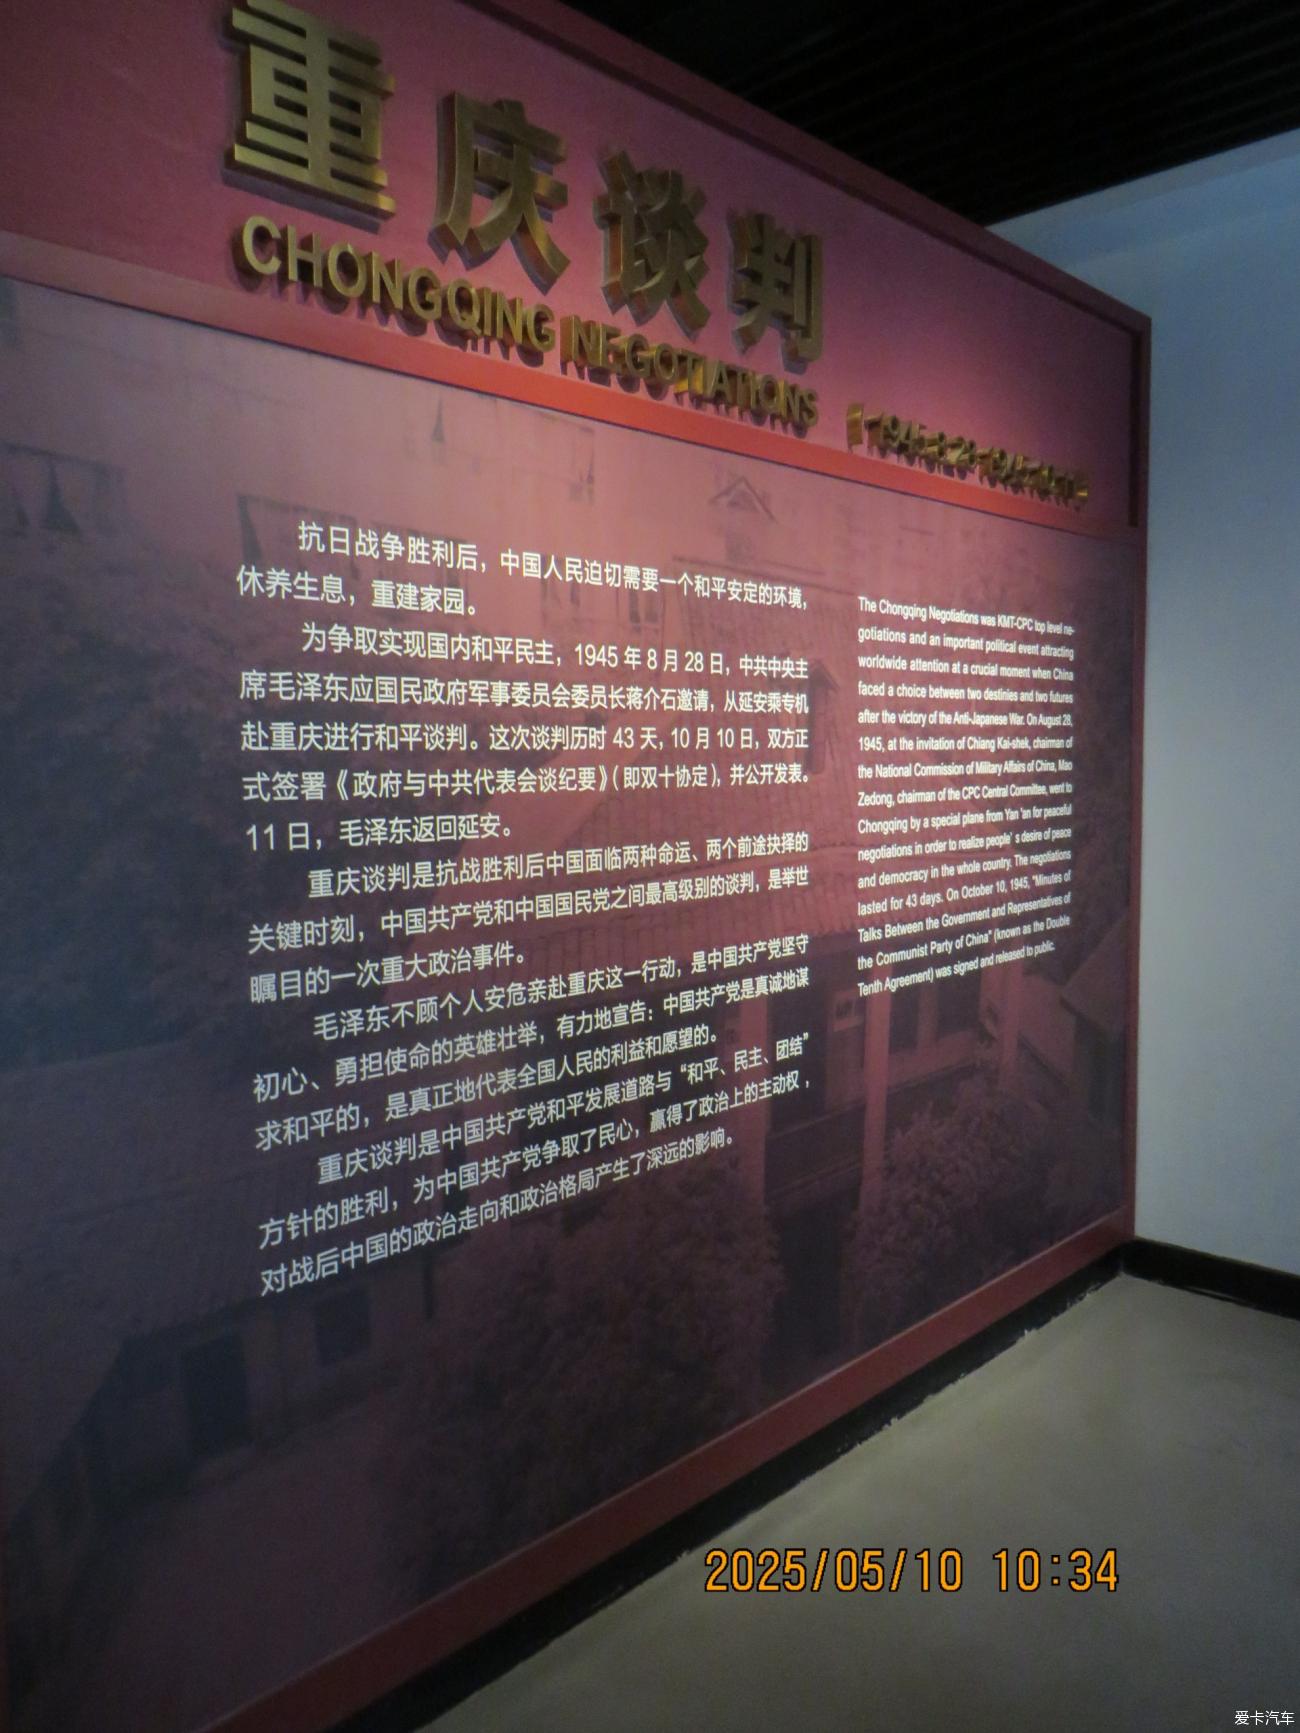 重庆谈判
CHONGQING NEGOTIATIONS
抗日战争胜利后，中国人民迫切需要一个和平安定的环境，
休养生息，重建家园。
为争取实现国内和平民主，1945 年 8 月 28 日，中共中央主
席毛泽东应国民政府军事委员会委员长蒋介石邀请，从延安乘专机
赴重庆进行和平谈判。这次谈判历时 43 天，10 月 10 日，双方正
式签署《政府与中共代表会谈纪要》（即双十协定），并公开发表。
11 日，毛泽东返回延安。
重庆谈判是抗战胜利后中国面临两种命运、两个前途抉择的
关键时刻，中国共产党和中国国民党之间最高级别的谈判，是举世
瞩目的一次重大政治事件。
毛泽东不顾个人安危亲赴重庆这一行动，是中国共产党坚守
初心、勇担使命的英雄壮举，有力地宣告：中国共产党是真诚地谋
求和平的，是真正地代表全国人民的利益和愿望的。
重庆谈判是中国共产党和平发展道路与“和平、民主、团结”
方针的胜利，为中国共产党争取了民心，赢得了政治上的主动权，
对战后中国的政治走向和政治格局产生了深远的影响。
The Chongqing Negotiations was KMT-CPC top level ne-
gotiations and an important political event attracting
worldwide attention at a crucial moment when China
faced a choice between two destinies and two futures
after the victory of the Anti-Japanese War. On August 28,
1945, at the invitation of Chiang Kai-shek, chairman of
the National Commission of Military Affairs of China, Mao
Zedong, chairman of the CPC Central Committee, went to
Chongqing by a special plane from Yan 'an for peaceful
negotiations in order to realize people' s desire of peace
and democracy in the whole country. The negotiations
lasted for 43 days. On October 10, 1945, "Minutes of
Talks Between the Government and Representatives of
the Communist Party of China" (known as the Double
Tenth Agreement) was signed and released to public.
2025/05/10 10:34
爱卡汽车